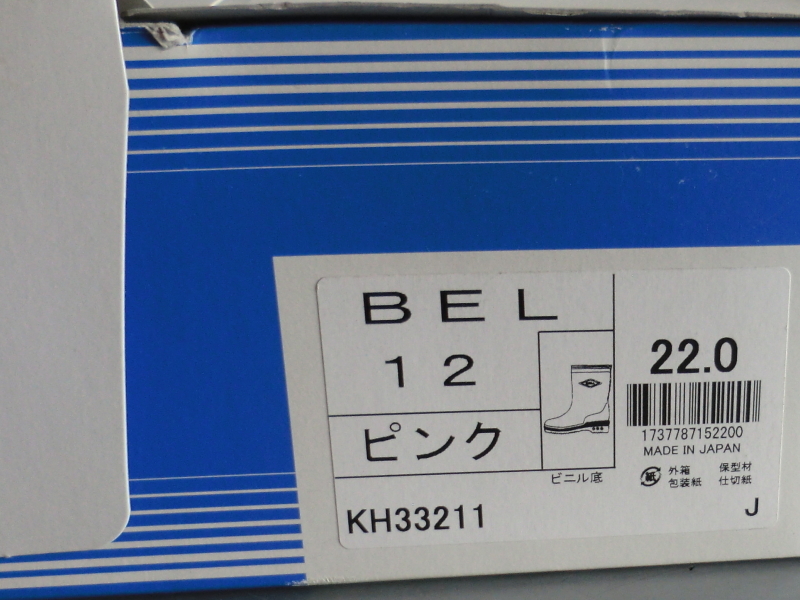 BEL
12
22.0
ピンク
1737787152200
MADE IN JAPAN
ビニル底
紙
外箱 保型材
包装紙 仕切紙
KH33211
J